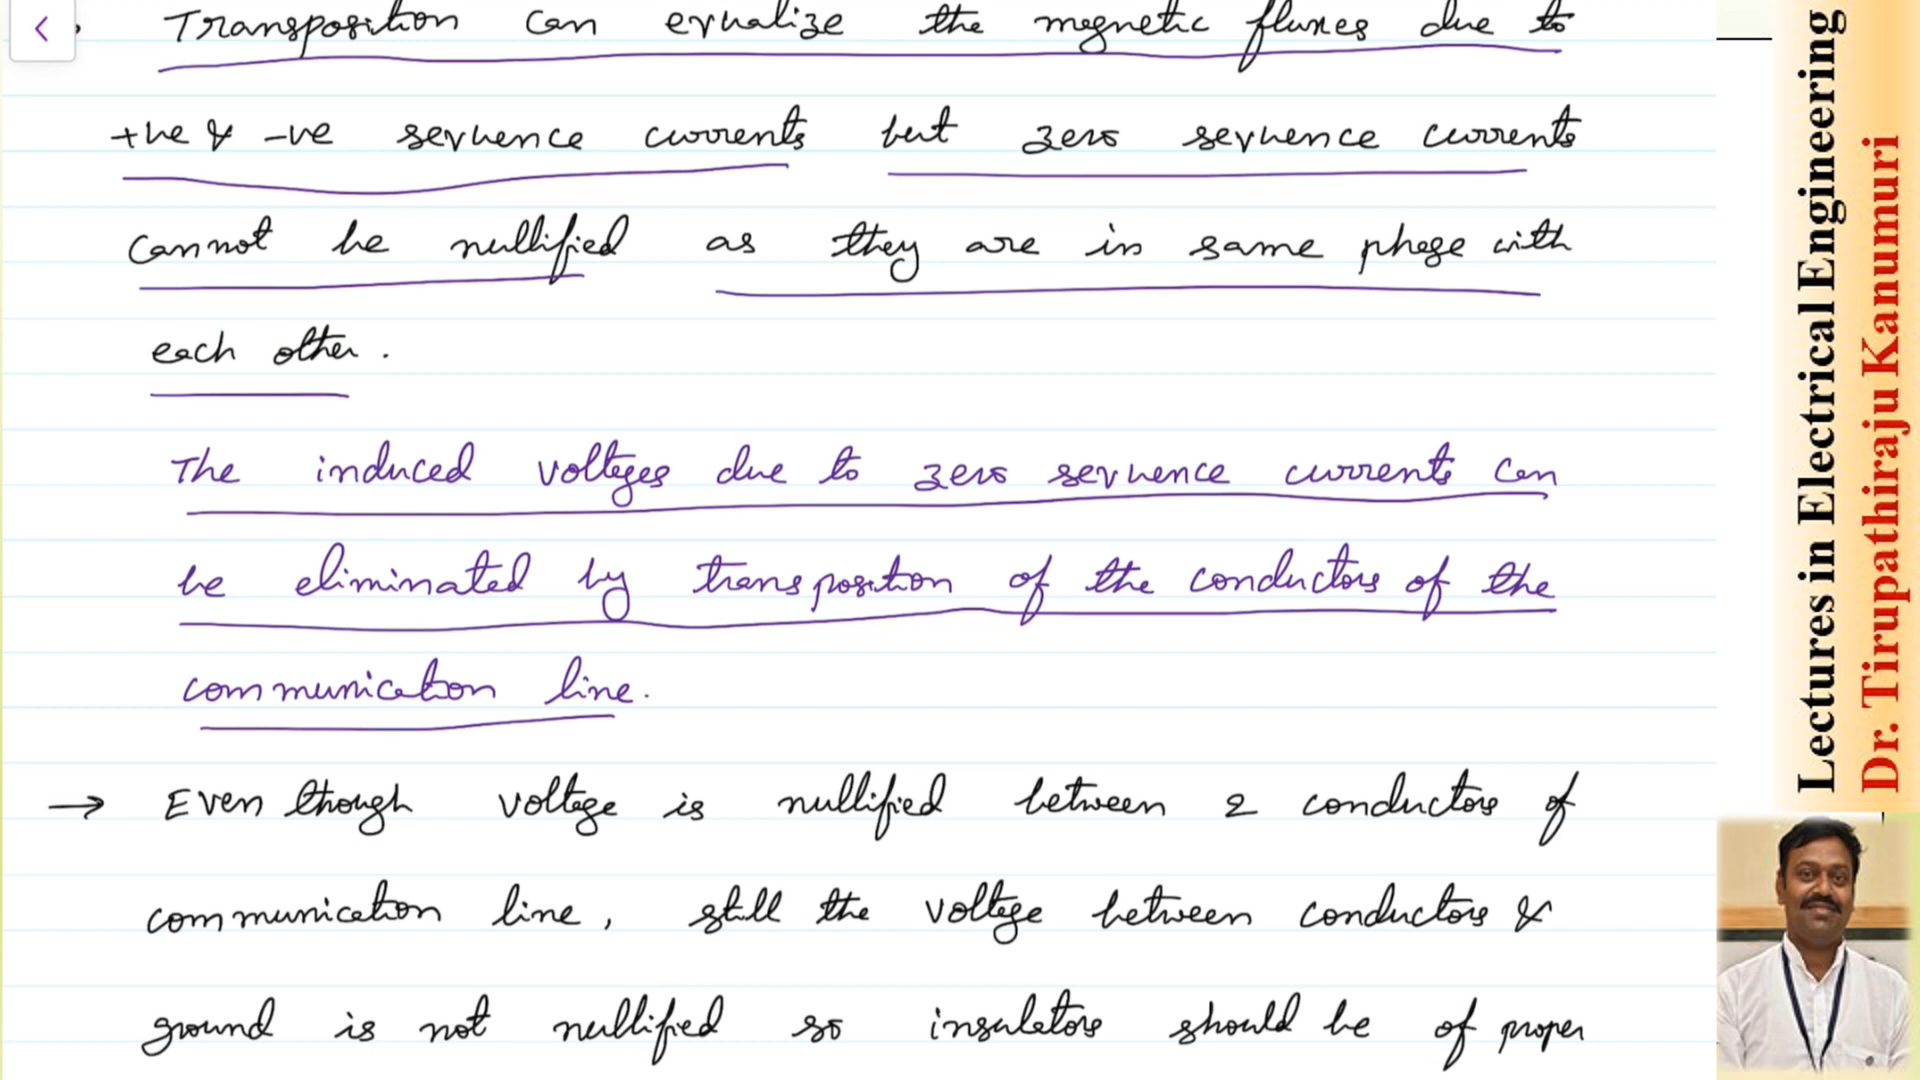 Transposition can equalize the magnetic fluxes due to
+ve & -ve sequence currents but zero sequence currents
cannot be nullified as they are in same phase with
each other.
The induced voltages due to zero sequence currents can
be eliminated by transposition of the conductors of the
communication line.
→ Even though voltage is nullified between 2 conductors of
communication line, still the voltage between conductors &
ground is not nullified so insulators should be of proper
Lectures in Electrical Engineering
Dr. Tirupathiraju Kanumuri